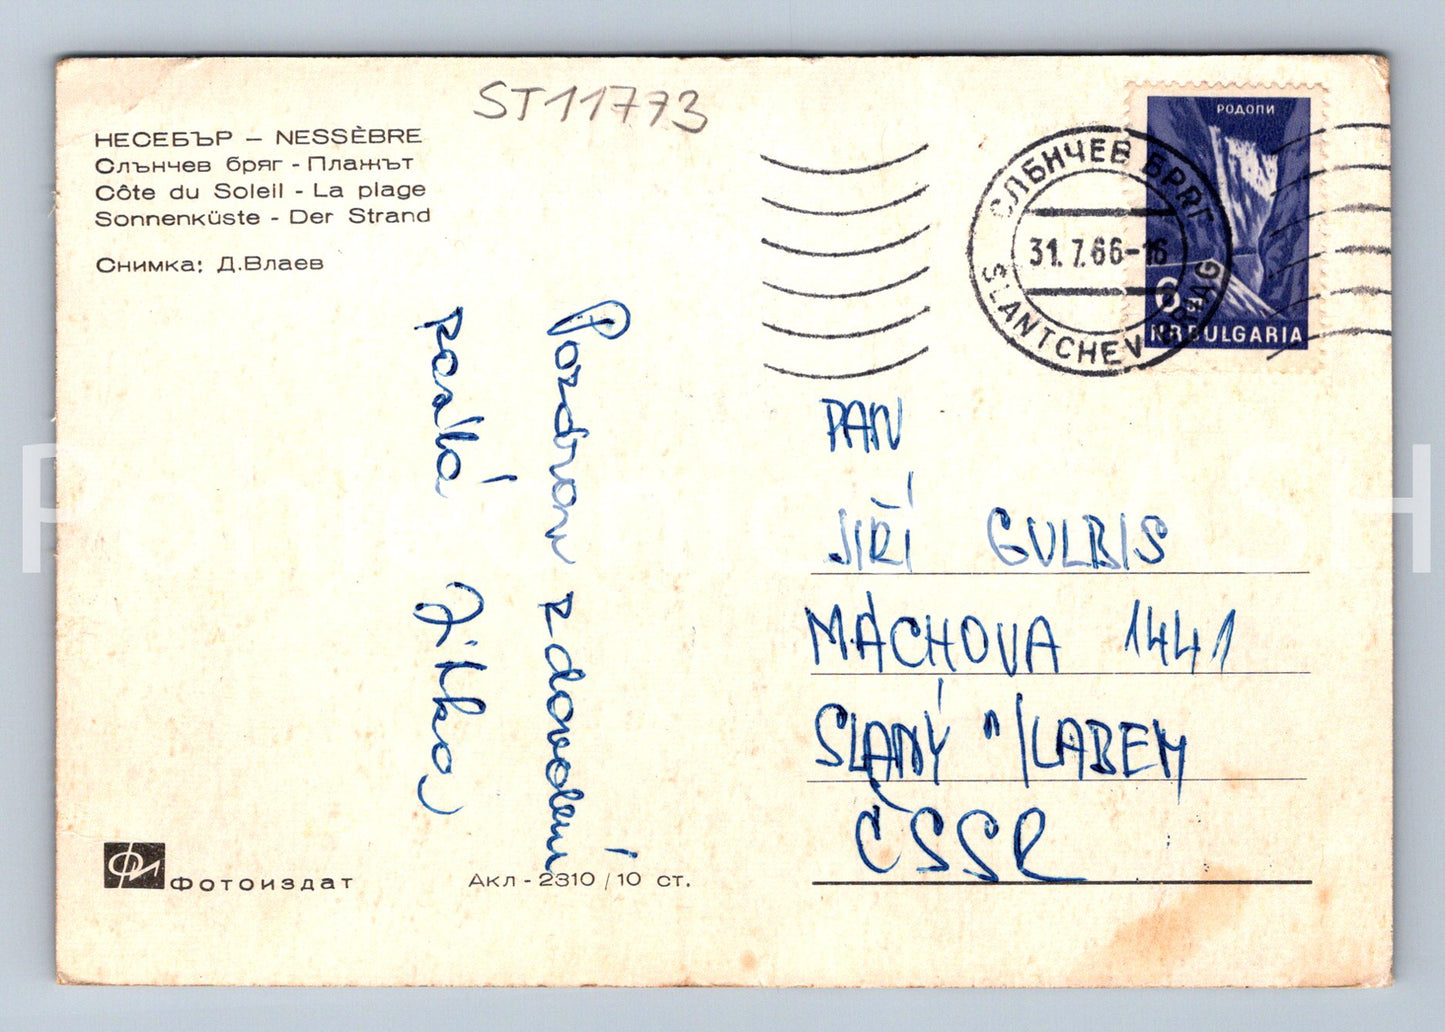 ST11773
НЕСЕБЪР – NESSÈBRE
Слънчев бряг - Плажът
Côte du Soleil - La plage
Sonnenküste - Der Strand
Снимка: Д.Влаев
РОДОПИ
СЛЪНЧЕВ БРЯГ
31.7.66-16
SLANTCHEV BRIAG
6
N.R.BULGARIA
Pozdrav z dovolené
posílá Jitka
PAN
JIŘÍ GULBIS
MÁCHOVA 1441
SLANÝ "/LABEM
ČSSR
ФОТОИЗДАТ
Акл - 2310 / 10 ст.